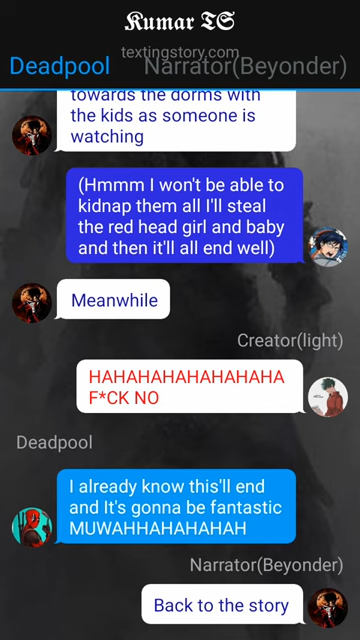 Kumar TS
textingstory.com
Deadpool Narrator(Beyonder)
towards the dorms with
the kids as someone is
watching
(Hmmm I won't be able to
kidnap them all I'll steal
the red head girl and baby
and then it'll all end well)
Meanwhile
Creator(light)
HAHAHAHAHAHAHAHA
F*CK NO
Deadpool
I already know this'll end
and It's gonna be fantastic
MUWAHHAHAHAHAH
Narrator(Beyonder)
Back to the story